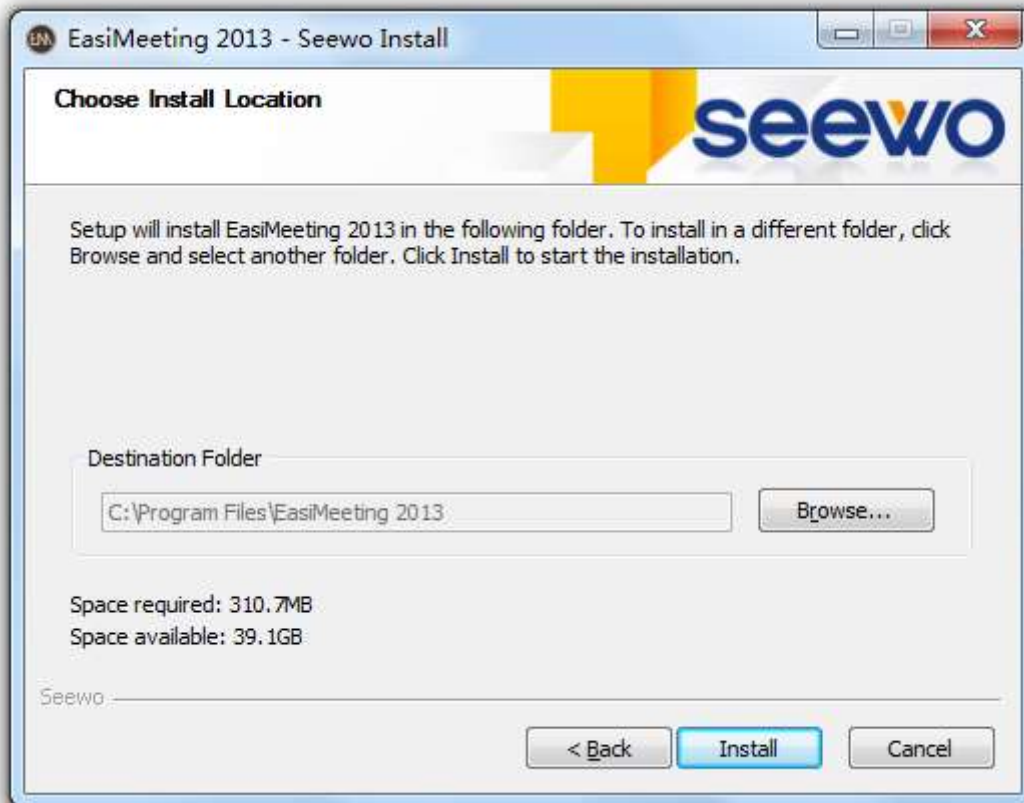 EM EasiMeeting 2013 - Seewo Install
Choose Install Location
seewo
Setup will install EasiMeeting 2013 in the following folder. To install in a different folder, click
Browse and select another folder. Click Install to start the installation.
Destination Folder
C:\Program Files\EasiMeeting 2013
Browse...
Space required: 310.7MB
Space available: 39.1GB
Seewo
< Back
Install
Cancel